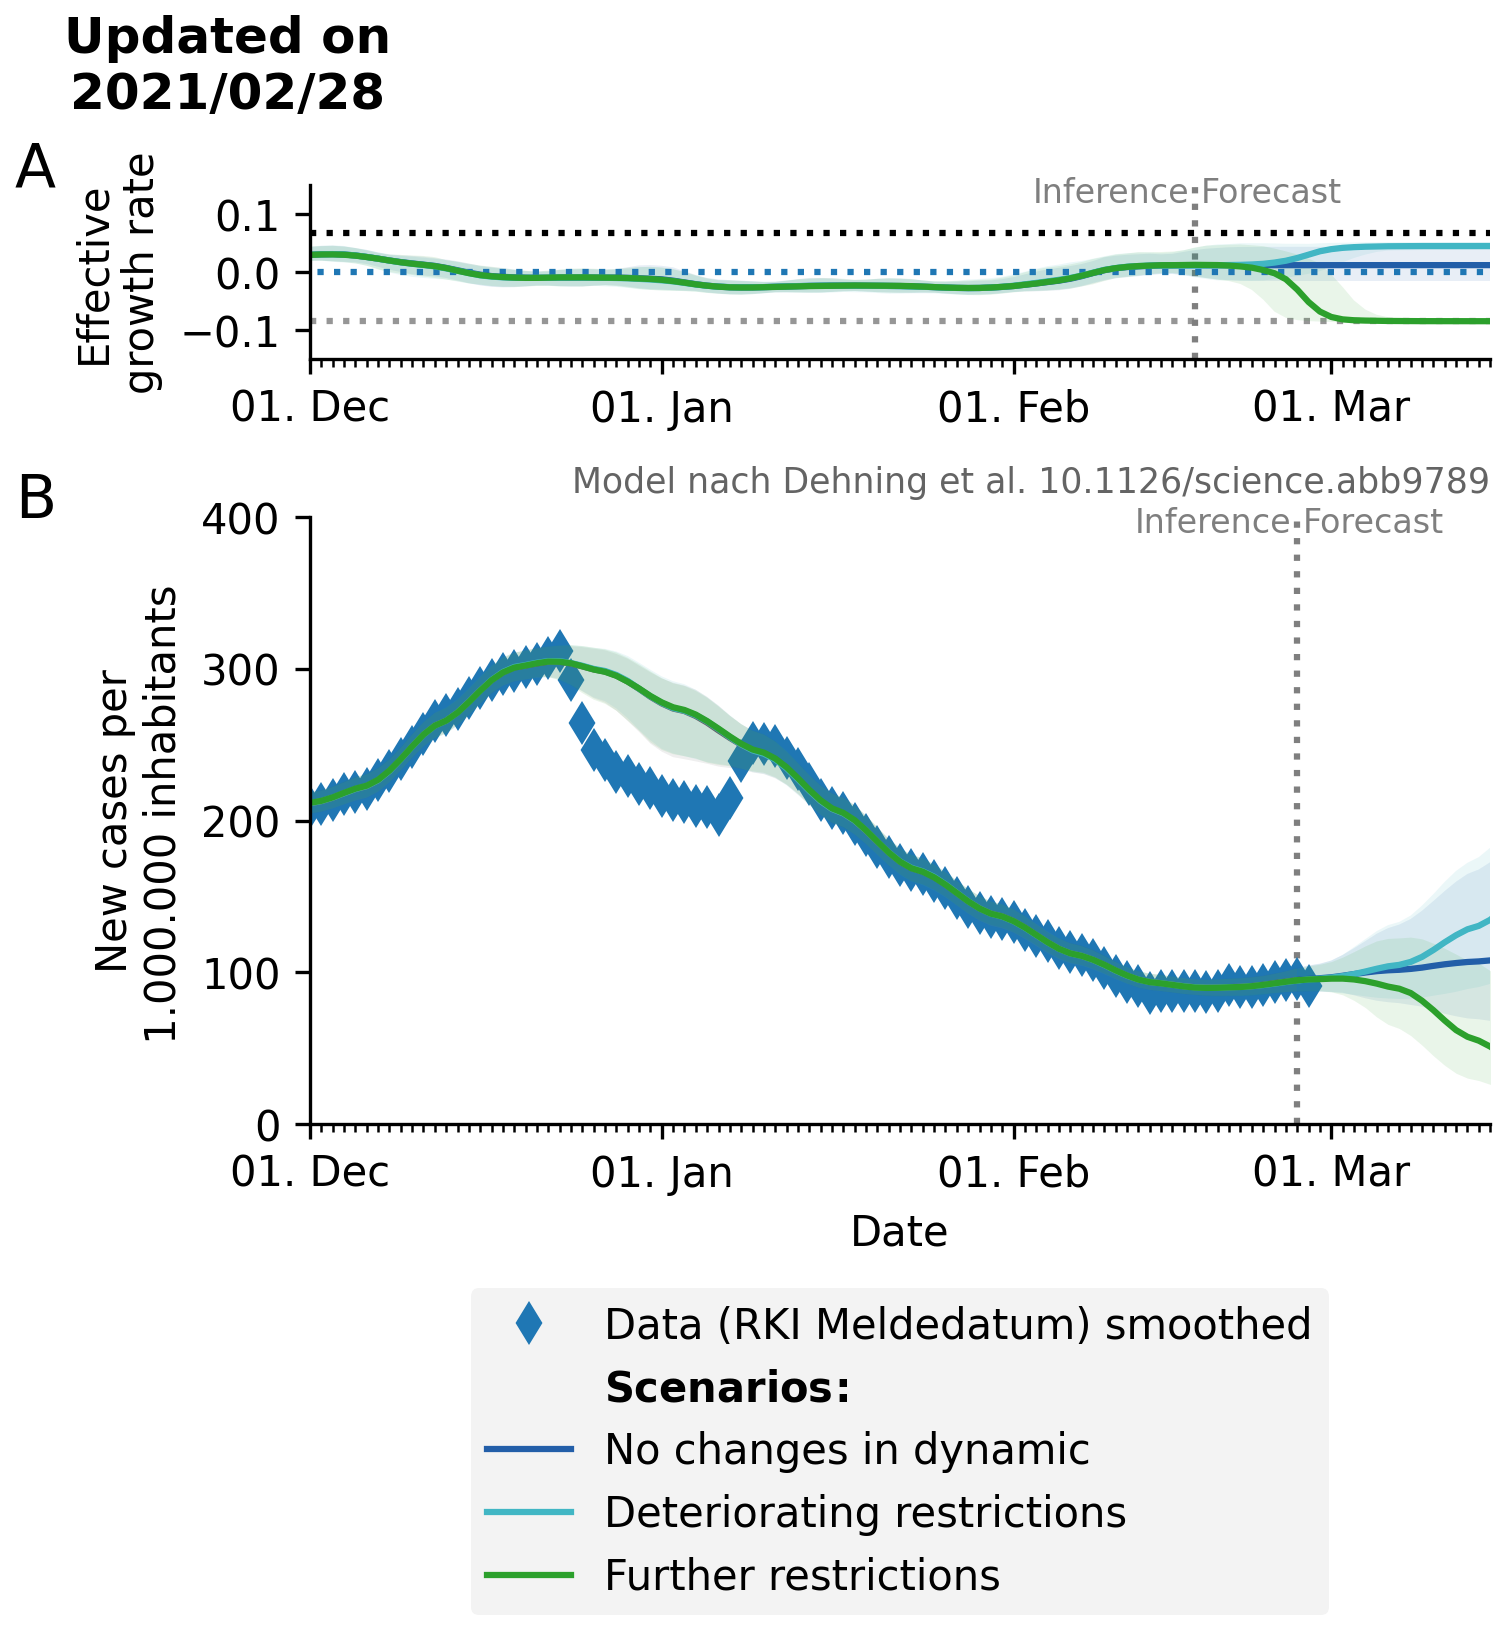 Updated on
2021/02/28
A
Effective
growth rate
0.1
0.0
−0.1
Inference Forecast
01. Dec 01. Jan 01. Feb 01. Mar
B
Model nach Dehning et al. 10.1126/science.abb9789
Inference Forecast
New cases per
1.000.000 inhabitants
400
300
200
100
0
01. Dec 01. Jan 01. Feb 01. Mar
Date
Data (RKI Meldedatum) smoothed
Scenarios:
No changes in dynamic
Deteriorating restrictions
Further restrictions